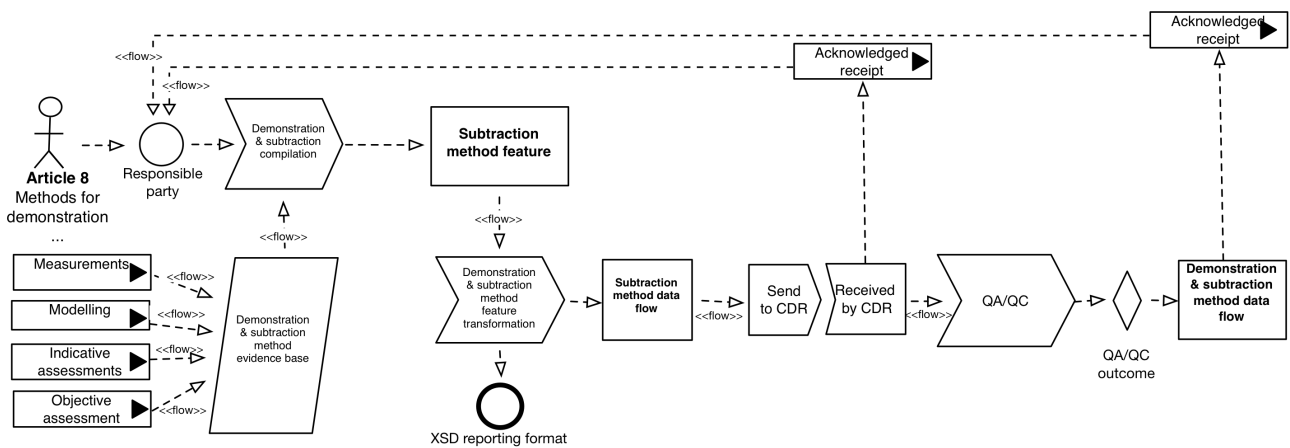 Acknowledged
receipt
Acknowledged
receipt
<<flow>>
<<flow>>
Article 8
Methods for
demonstration
...
Responsible
party
Demonstration
& subtraction
compilation
Subtraction
method feature
<<flow>>
<<flow>>
Measurements
<<flow>>
Modelling
<<flow>>
Indicative
assessments
<<flow>>
Objective
assessment
<<flow>>
Demonstration
& subtraction
method
evidence base
Demonstration
& subtraction
method
feature
transformation
Subtraction
method data
flow
<<flow>>
Send
to CDR
Received
by CDR
<<flow>>
QA/QC
QA/QC
outcome
Demonstration
& subtraction
method data
flow
XSD reporting format